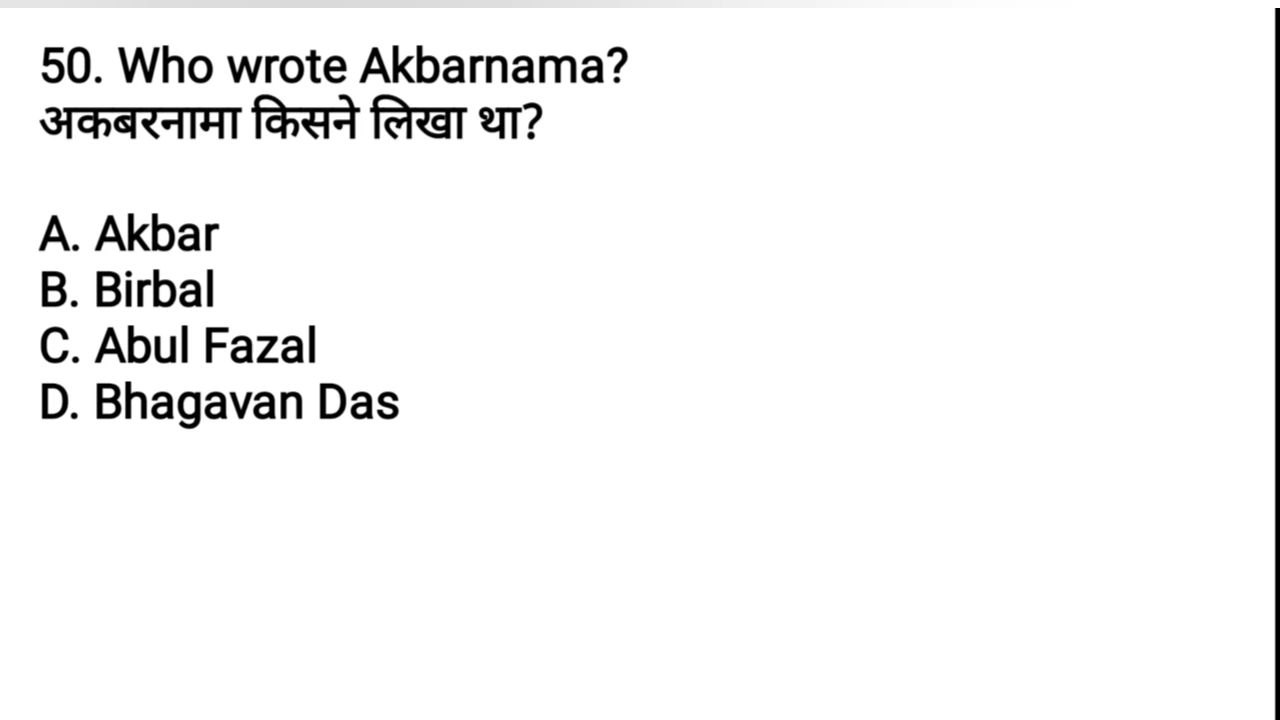 50. Who wrote Akbarnama?
अकबरनामा किसने लिखा था?
A. Akbar
B. Birbal
C. Abul Fazal
D. Bhagavan Das